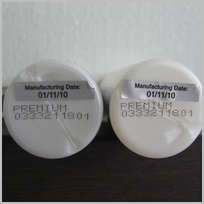 Manufacturing Date:
01/11/10
PREMIUM
0333211801
Manufacturing Date:
01/11/10
PREMIUM
0333211801